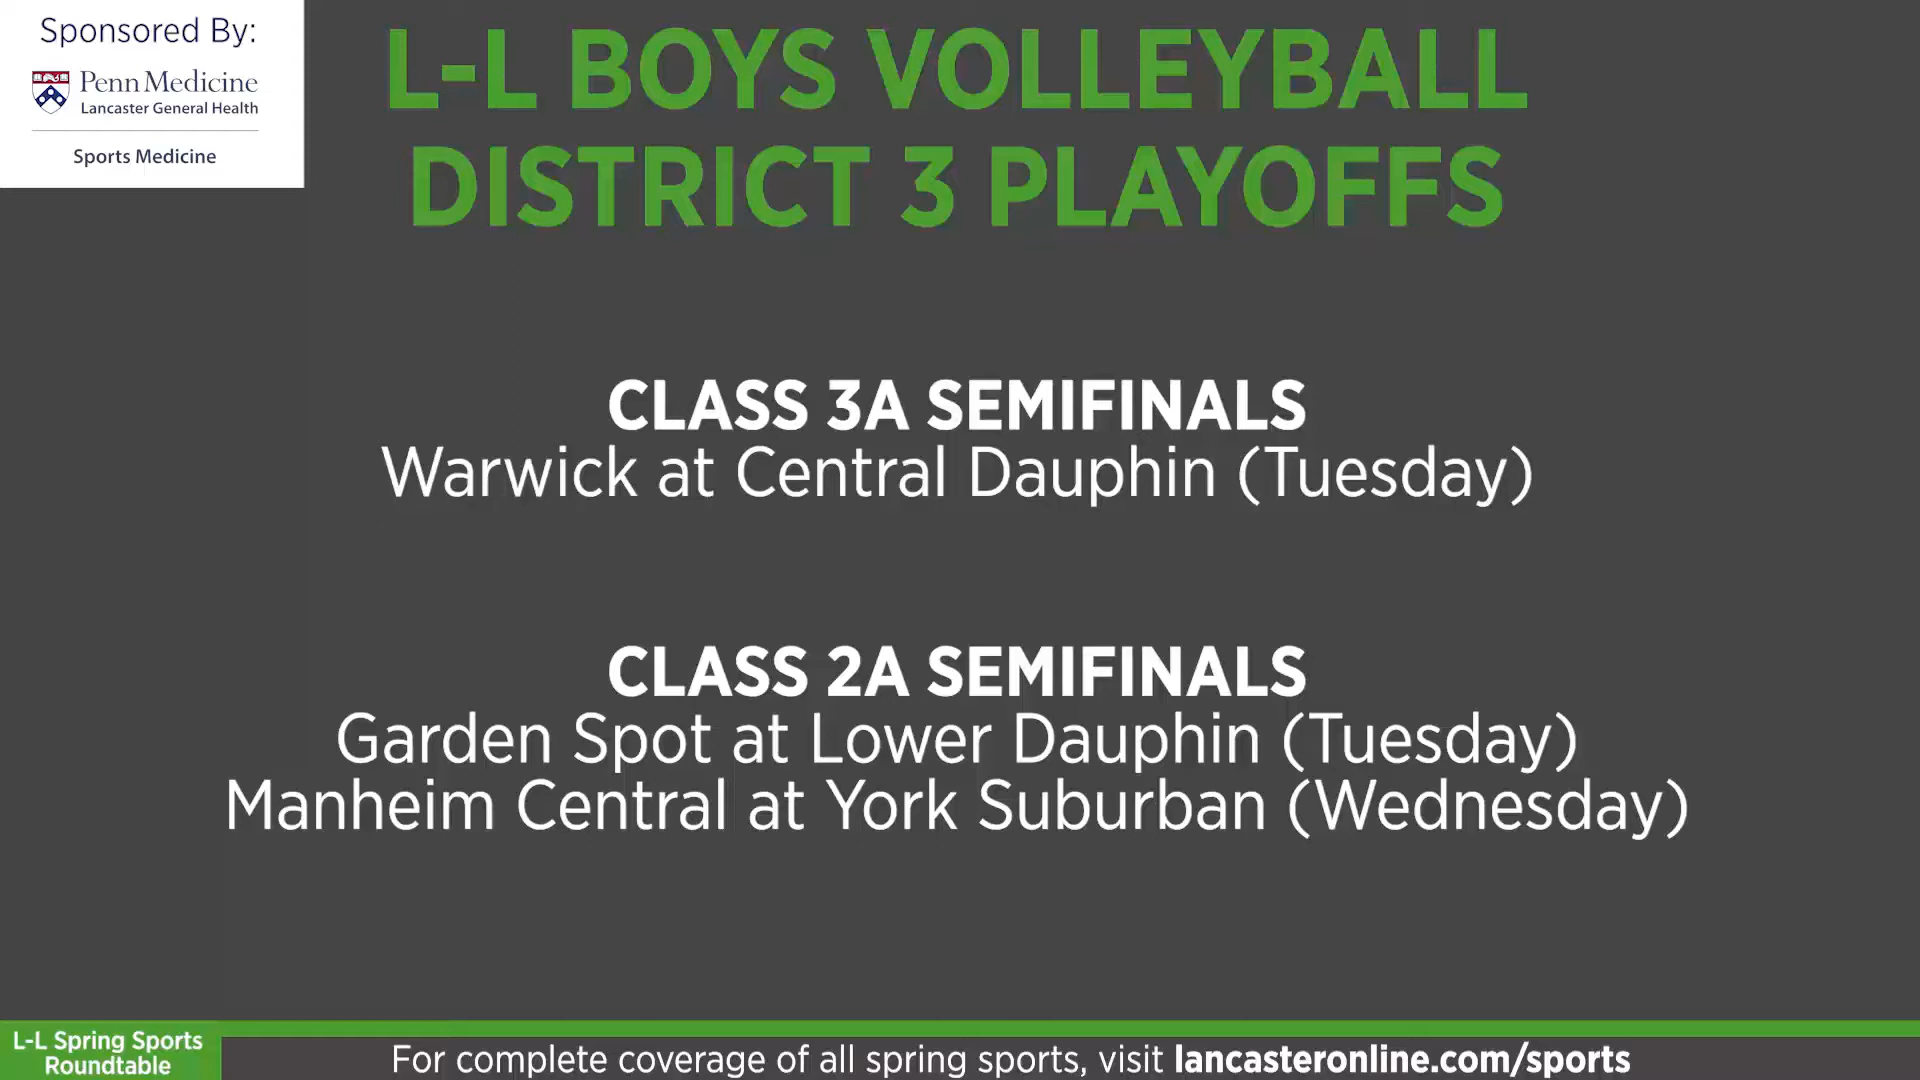 Sponsored By:
Penn Medicine
Lancaster General Health
Sports Medicine
L-L BOYS VOLLEYBALL
DISTRICT 3 PLAYOFFS
CLASS 3A SEMIFINALS
Warwick at Central Dauphin (Tuesday)
CLASS 2A SEMIFINALS
Garden Spot at Lower Dauphin (Tuesday)
Manheim Central at York Suburban (Wednesday)
L-L Spring Sports
Roundtable
For complete coverage of all spring sports, visit lancasteronline.com/sports